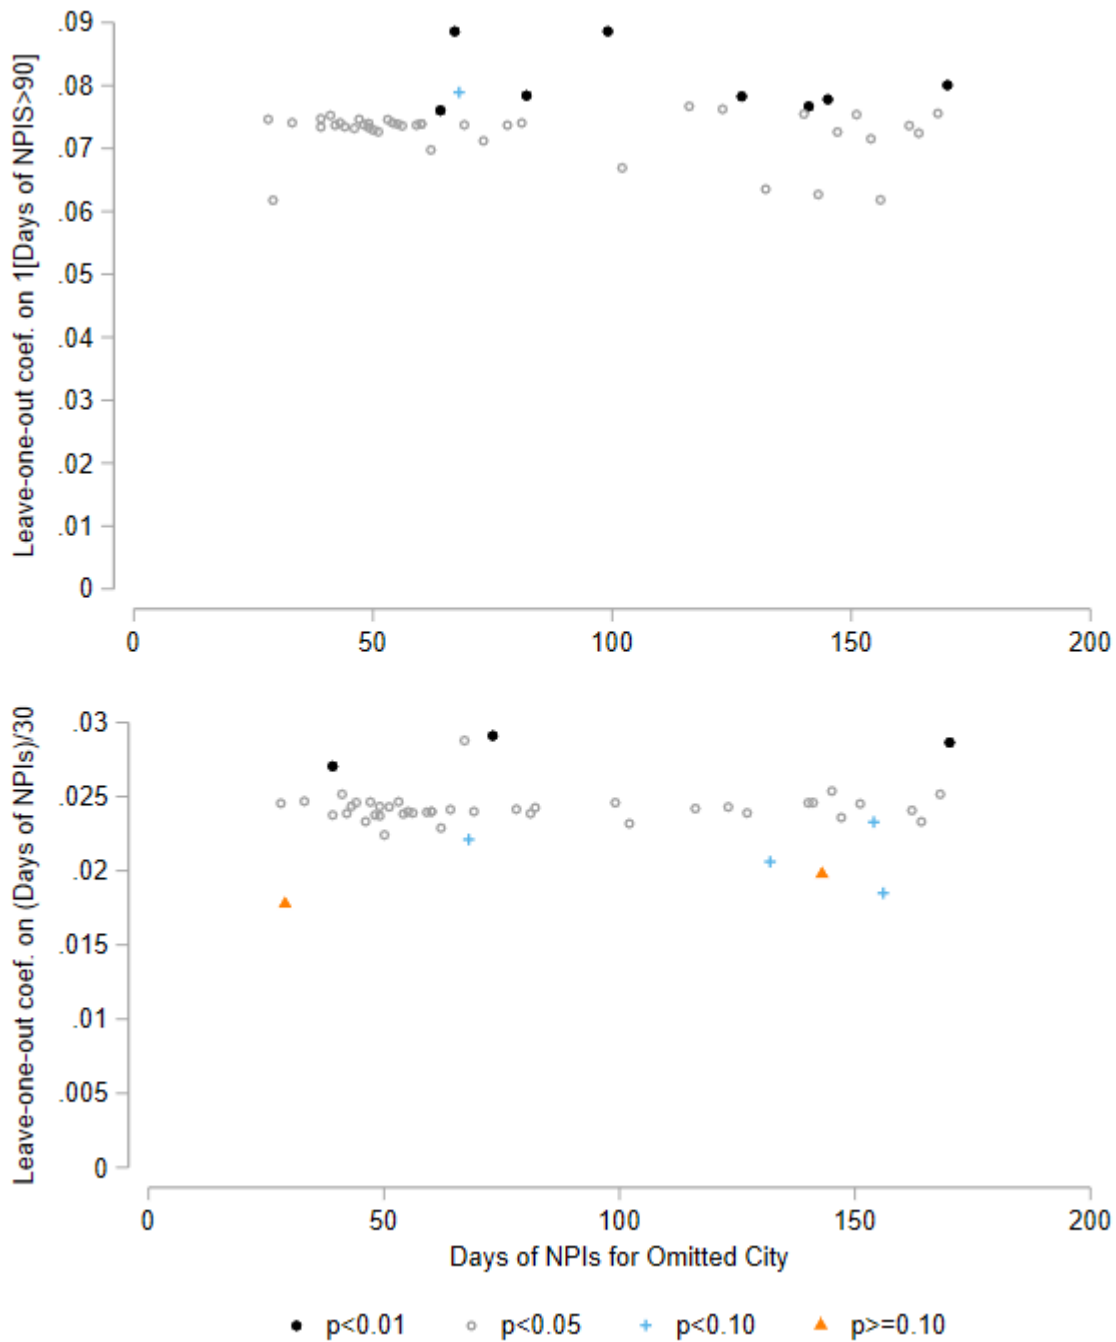 Leave-one-out coef. on 1[Days of NPIS>90]
.09
.08
.07
.06
.05
.04
.03
.02
.01
0
0 50 100 150 200
Leave-one-out coef. on (Days of NPIs)/30
.03
.025
.02
.015
.01
.005
0
0 50 100 150 200
Days of NPIs for Omitted City
p<0.01 p<0.05 p<0.10 p>=0.10